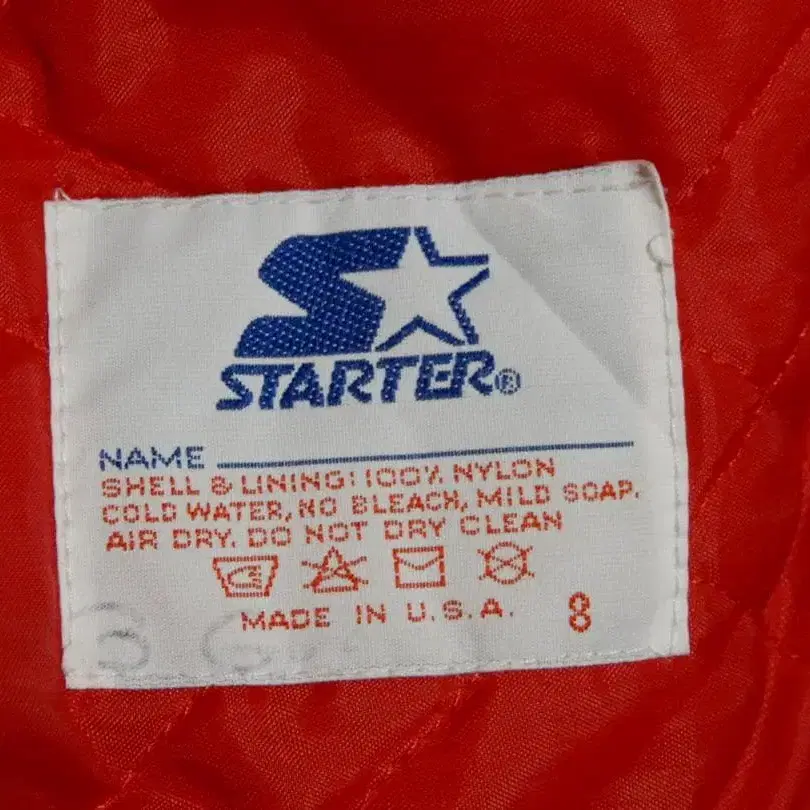 STARTER®
NAME
SHELL & LINING: 100% NYLON
COLD WATER, NO BLEACH, MILD SOAP.
AIR DRY. DO NOT DRY CLEAN
MADE IN U.S.A. 8